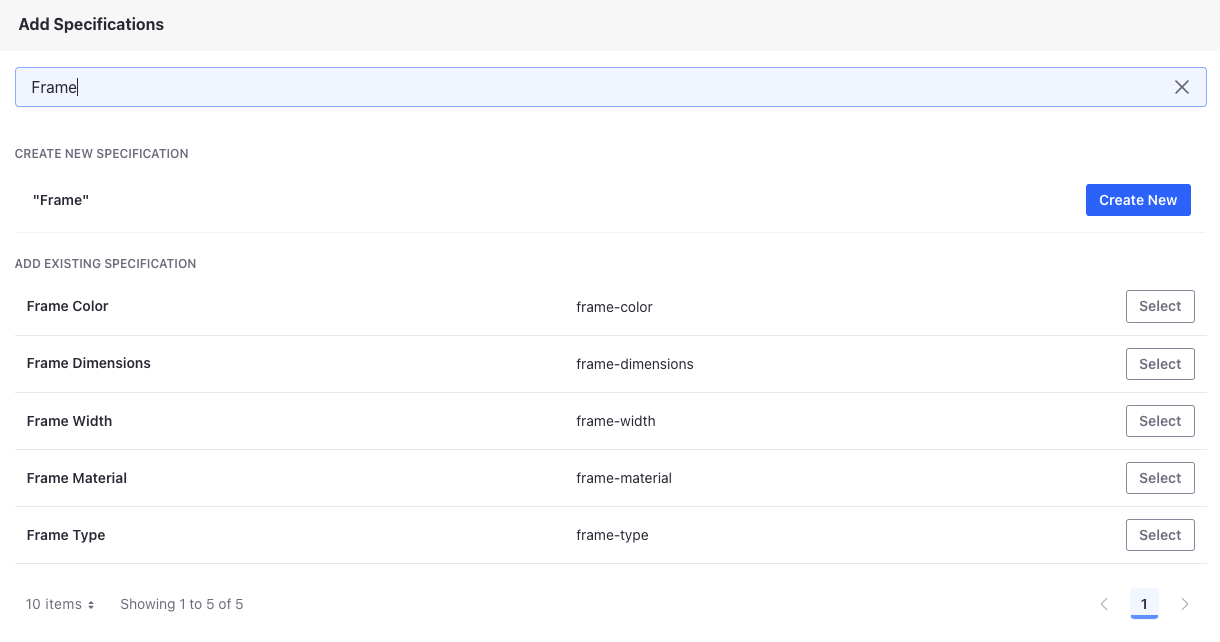 Add Specifications
Frame
CREATE NEW SPECIFICATION
"Frame" Create New
ADD EXISTING SPECIFICATION
Frame Color frame-color Select
Frame Dimensions frame-dimensions Select
Frame Width frame-width Select
Frame Material frame-material Select
Frame Type frame-type Select
10 items Showing 1 to 5 of 5 1